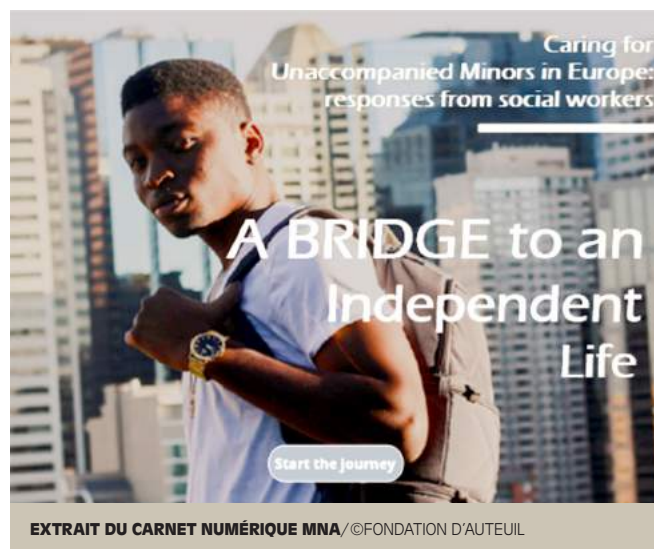 Caring for
Unaccompanied Minors in Europe:
responses from social workers
A BRIDGE to an
Independent
Life
Start the journey
EXTRAIT DU CARNET NUMÉRIQUE MNA/©FONDATION D'AUTEUIL